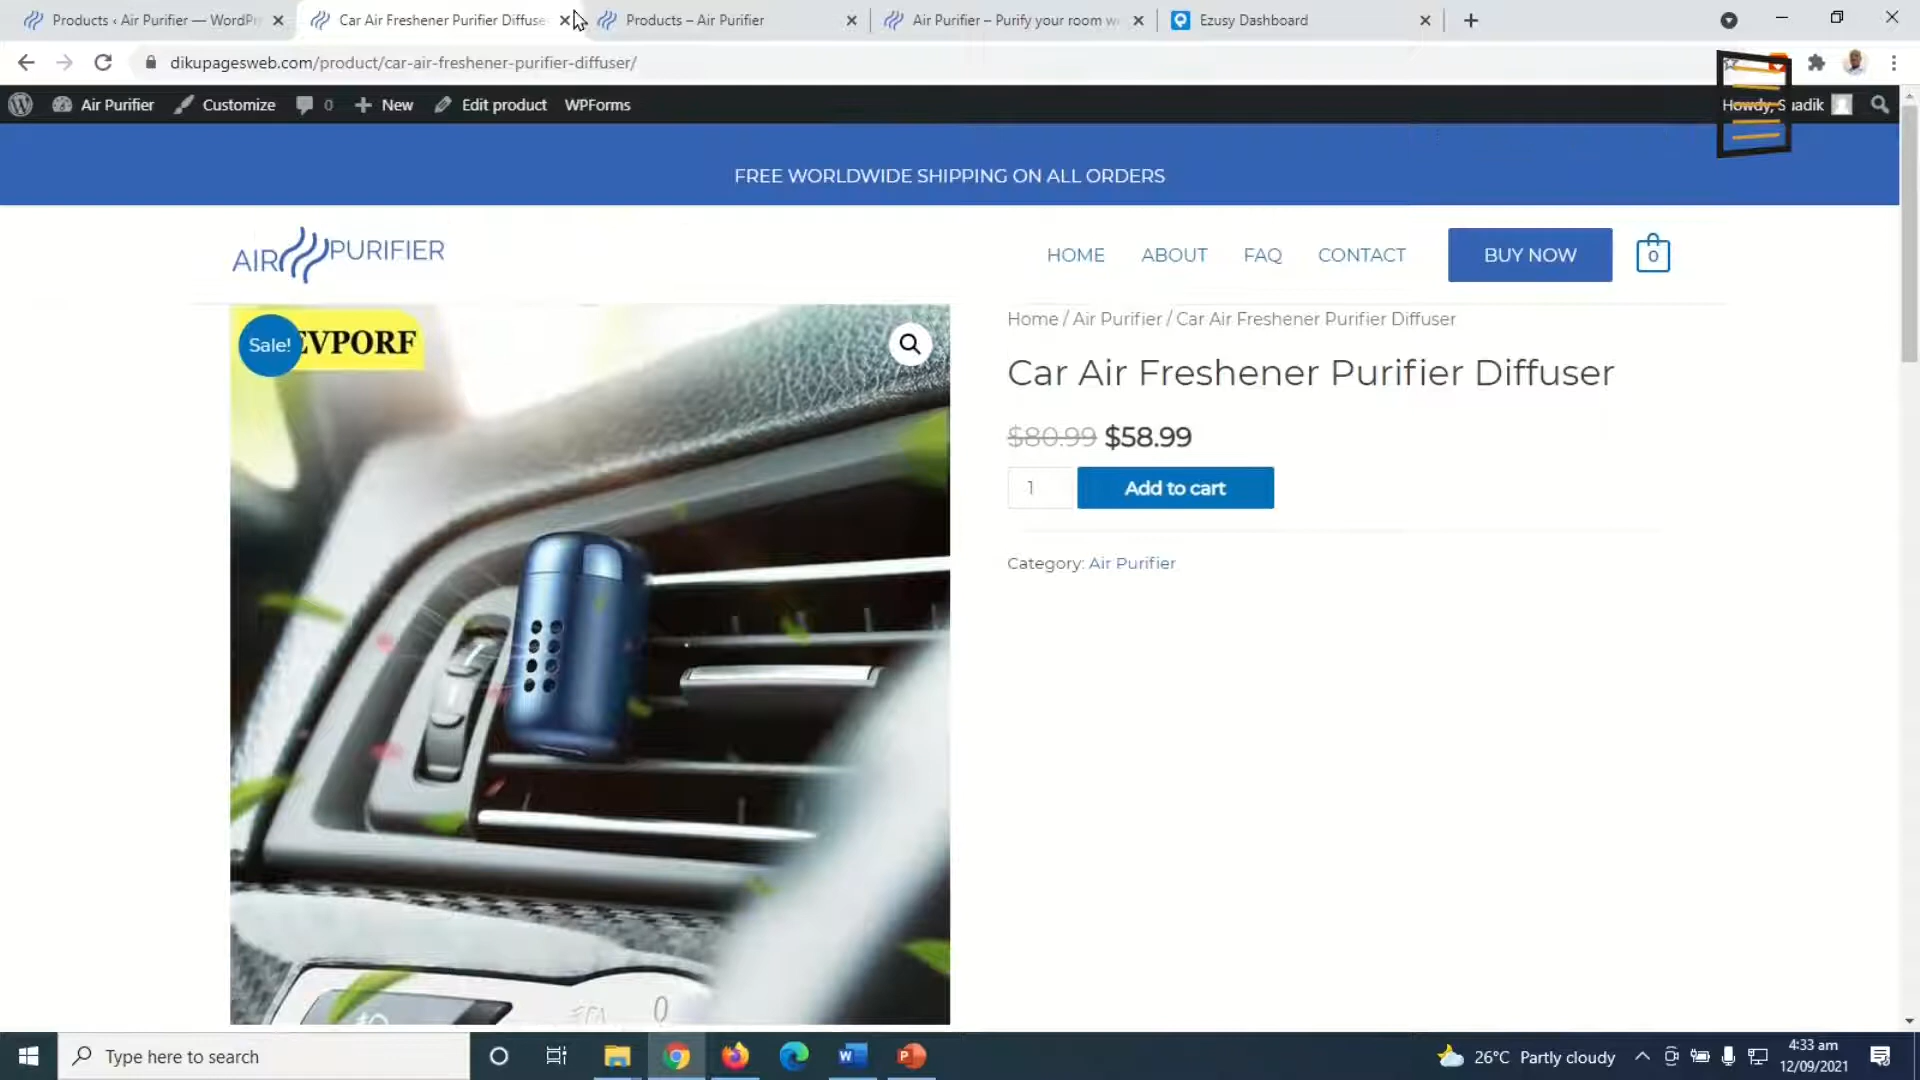 Products ‹ Air Purifier — WordPr
Car Air Freshener Purifier Diffuse
Products – Air Purifier
Air Purifier – Purify your room w
Ezusy Dashboard
dikupagesweb.com/product/car-air-freshener-purifier-diffuser/
Air Purifier
Customize
0
New
Edit product
WPForms
Howdy, S uadik
FREE WORLDWIDE SHIPPING ON ALL ORDERS
AIR PURIFIER
HOME
ABOUT
FAQ
CONTACT
BUY NOW
0
Sale!
EVPORF
Home / Air Purifier / Car Air Freshener Purifier Diffuser
Car Air Freshener Purifier Diffuser
$80.99 $58.99
1
Add to cart
Category: Air Purifier
Type here to search
26°C Partly cloudy
4:33 am
12/09/2021